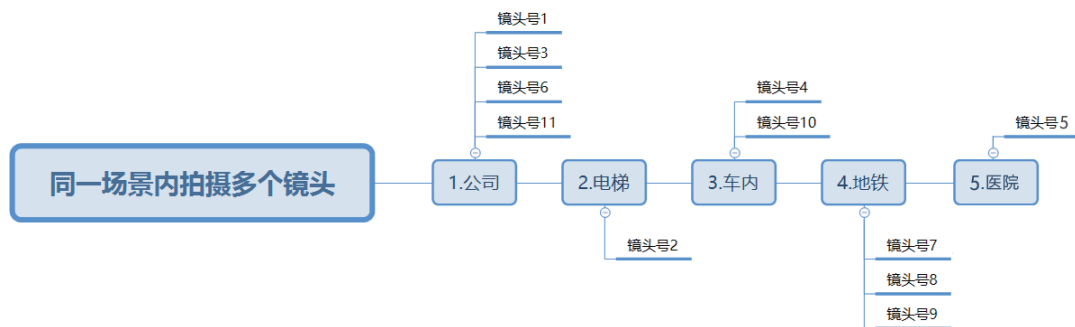 同一场景内拍摄多个镜头
1.公司
镜头号1
镜头号3
镜头号6
镜头号11
2.电梯
镜头号2
3.车内
镜头号4
镜头号10
4.地铁
镜头号7
镜头号8
镜头号9
5.医院
镜头号5